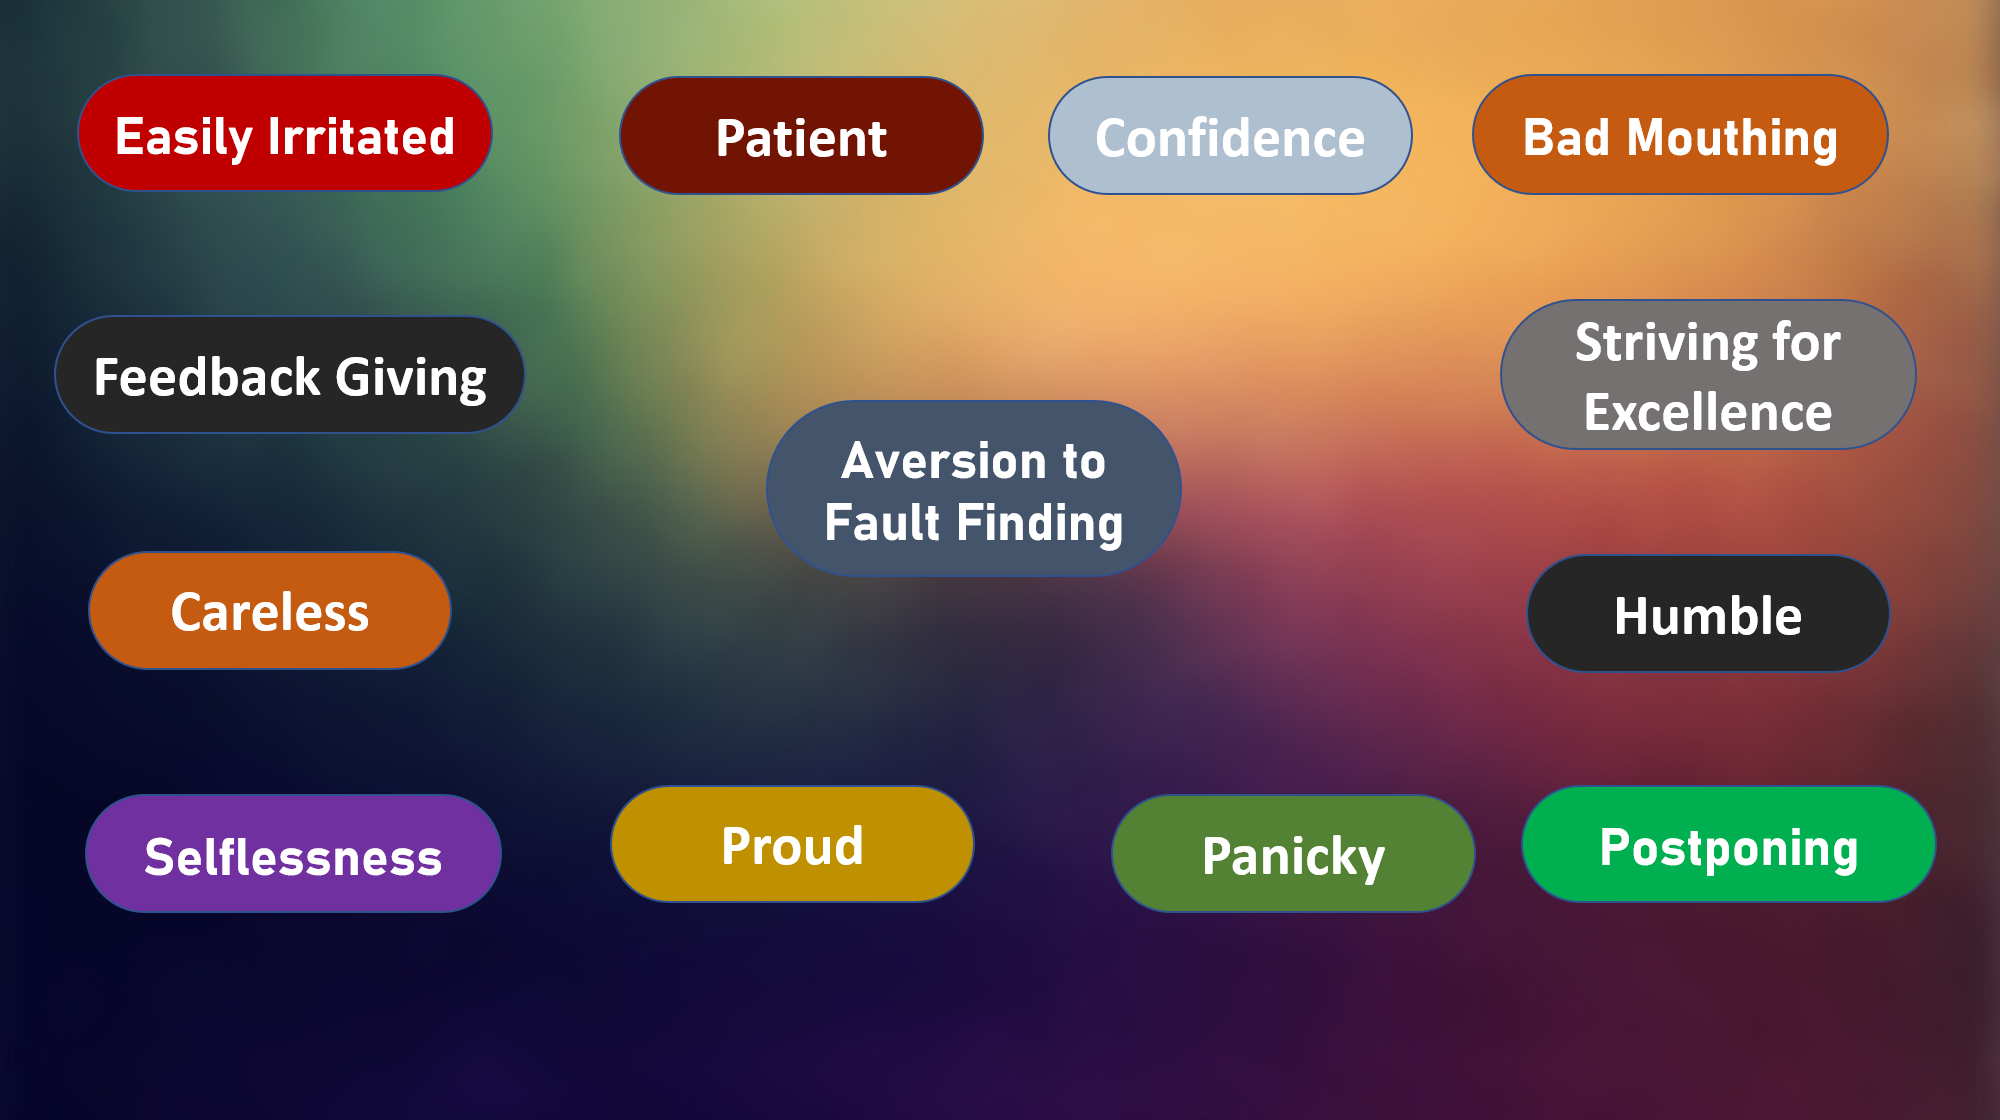 Easily Irritated
Patient
Confidence
Bad Mouthing
Feedback Giving
Striving for
Excellence
Aversion to
Fault Finding
Careless
Humble
Selflessness
Proud
Panicky
Postponing